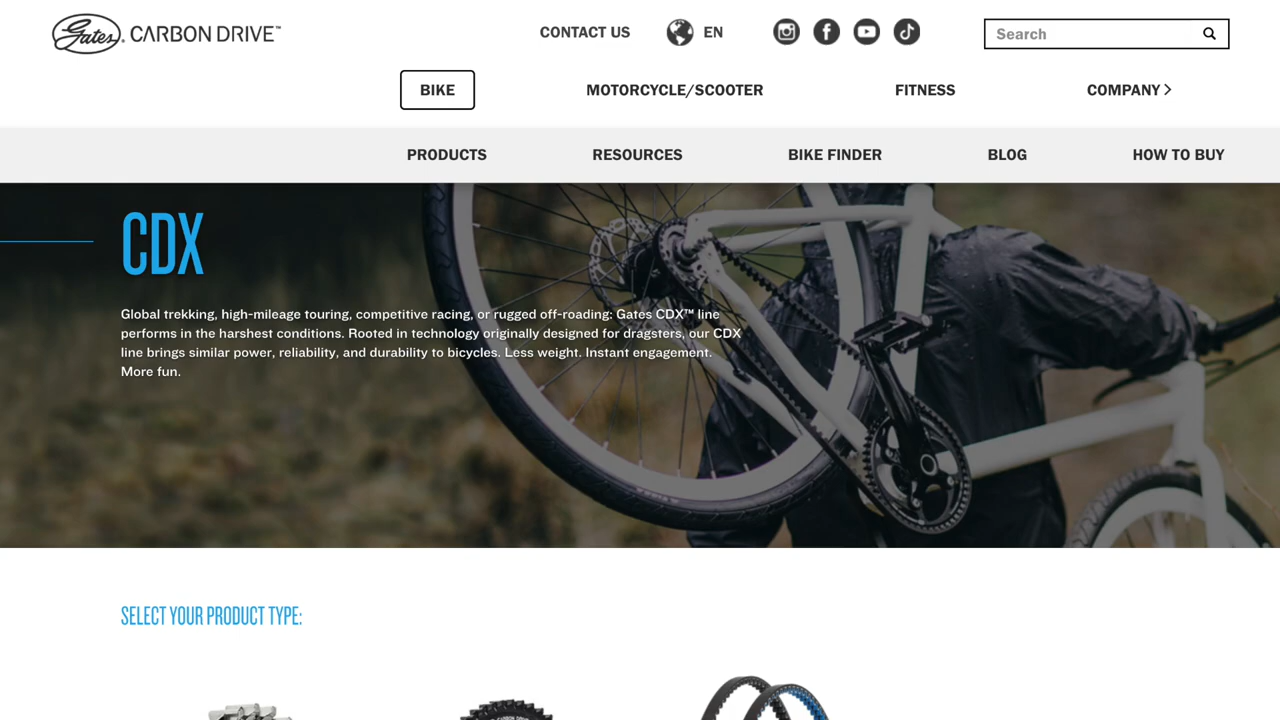 Gates. CARBON DRIVE™
CONTACT US
EN
Search
BIKE
MOTORCYCLE/SCOOTER
FITNESS
COMPANY
PRODUCTS
RESOURCES
BIKE FINDER
BLOG
HOW TO BUY
CDX
Global trekking, high-mileage touring, competitive racing, or rugged off-roading: Gates CDX™ line
performs in the harshest conditions. Rooted in technology originally designed for dragsters, our CDX
line brings similar power, reliability, and durability to bicycles. Less weight. Instant engagement.
More fun.
SELECT YOUR PRODUCT TYPE:
CARBON DRIVE